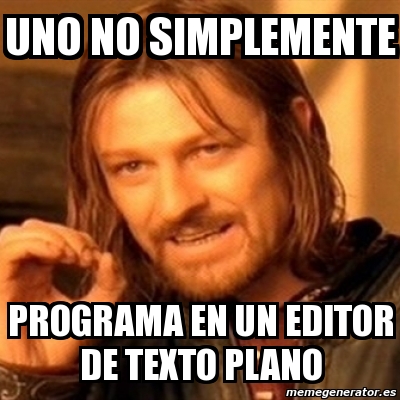 UNO NO SIMPLEMENTE
PROGRAMA EN UN EDITOR
DE TEXTO PLANO
memegenerator.es